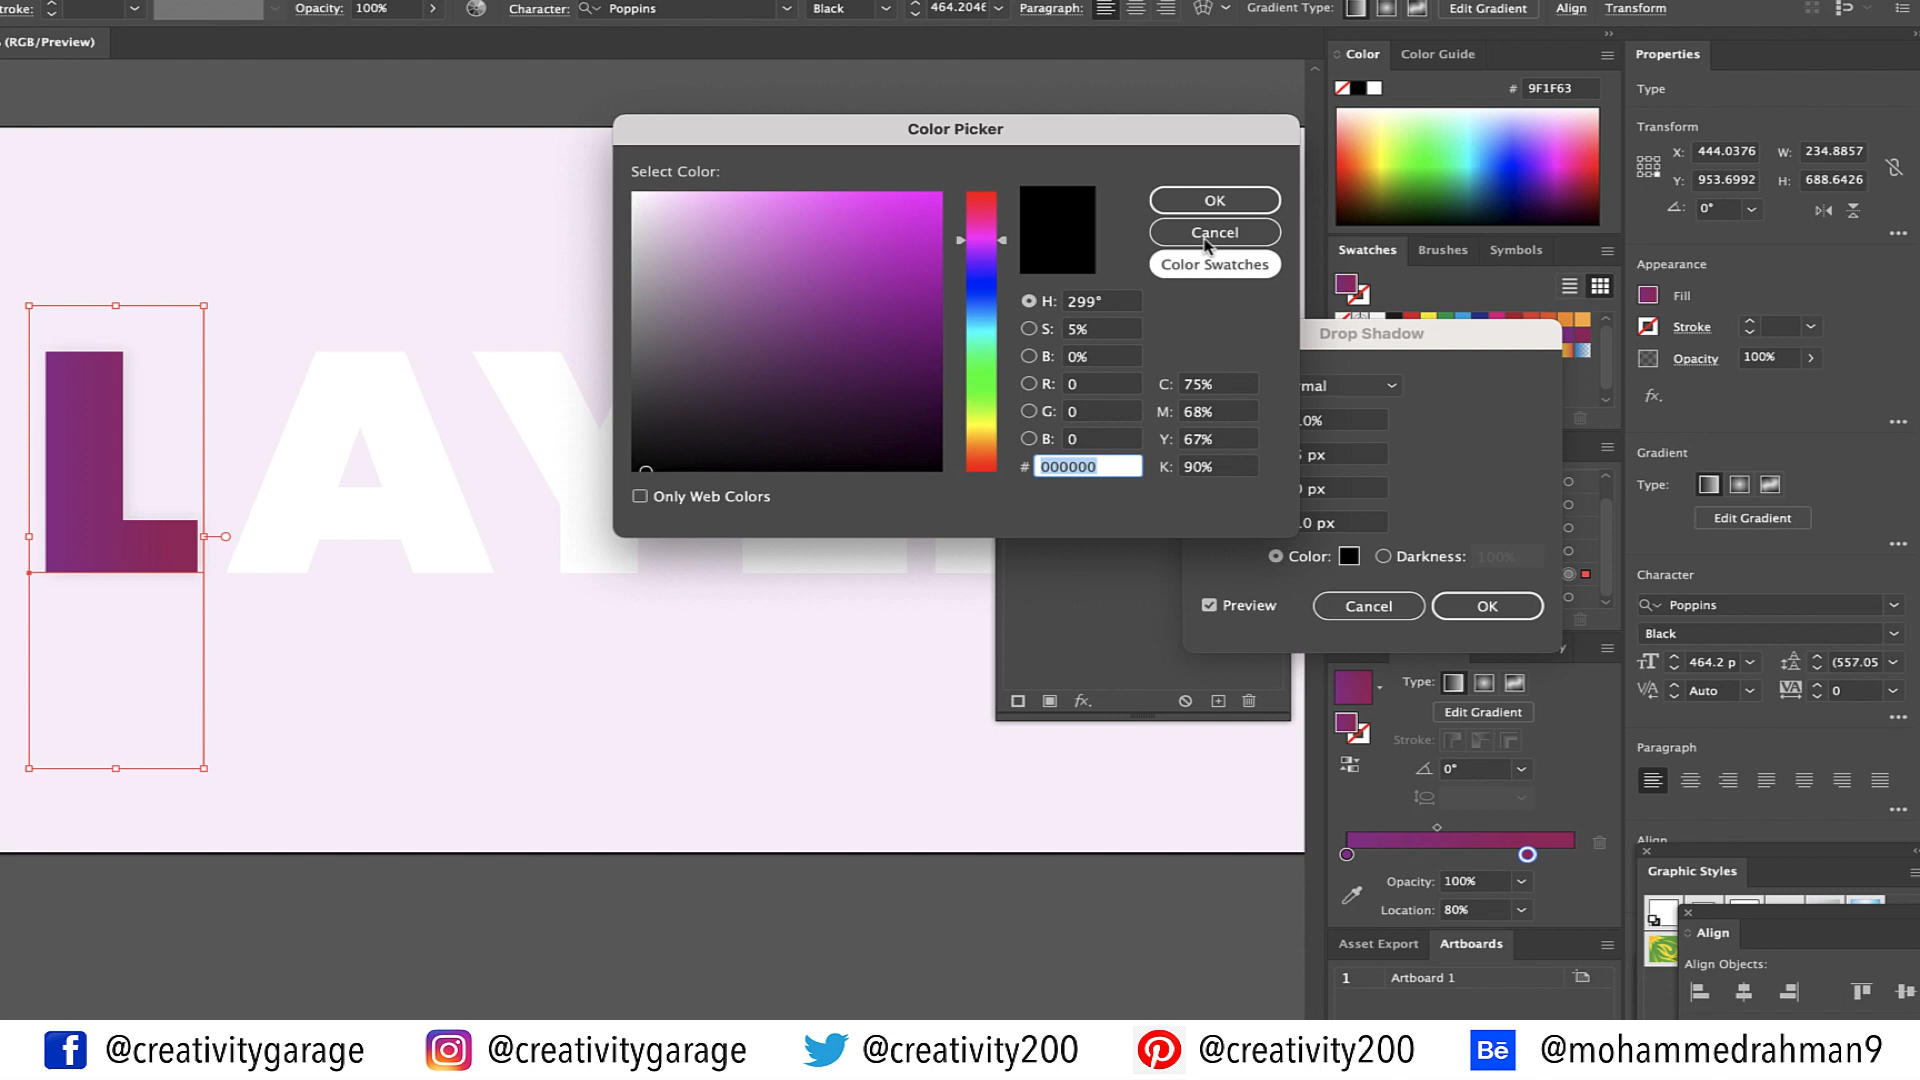 Stroke: Opacity: 100% Character: Poppins Black 464.204 Paragraph: Gradient Type: Edit Gradient Align Transform
(RGB/Preview)
Color Color Guide Properties
# 9F1F63 Type
Transform
X: 444.0376 W: 234.8857
Y: 953.6992 H: 688.6426
0°
Color Picker
Select Color:
OK
Cancel
Color Swatches
H: 299°
S: 5%
B: 0%
R: 0 C: 75%
G: 0 M: 68%
B: 0 Y: 67%
# 000000 K: 90%
Only Web Colors
Swatches Brushes Symbols
Appearance
Fill
Stroke
Opacity 100%
fx.
LAY
Drop Shadow
mal
0%
px
px
.0 px
Color: Darkness: 100%
Preview Cancel OK
fx.
Gradient
Type:
Edit Gradient
Character
Poppins
Black
464.2 p (557.05
Auto 0
Type:
Edit Gradient
Stroke:
0°
Opacity: 100%
Location: 80%
Paragraph
Align
Graphic Styles
Align
Align Objects:
Asset Export Artboards
1 Artboard 1
@creativitygarage @creativitygarage @creativity200 @creativity200 Bē @mohammedrahman9